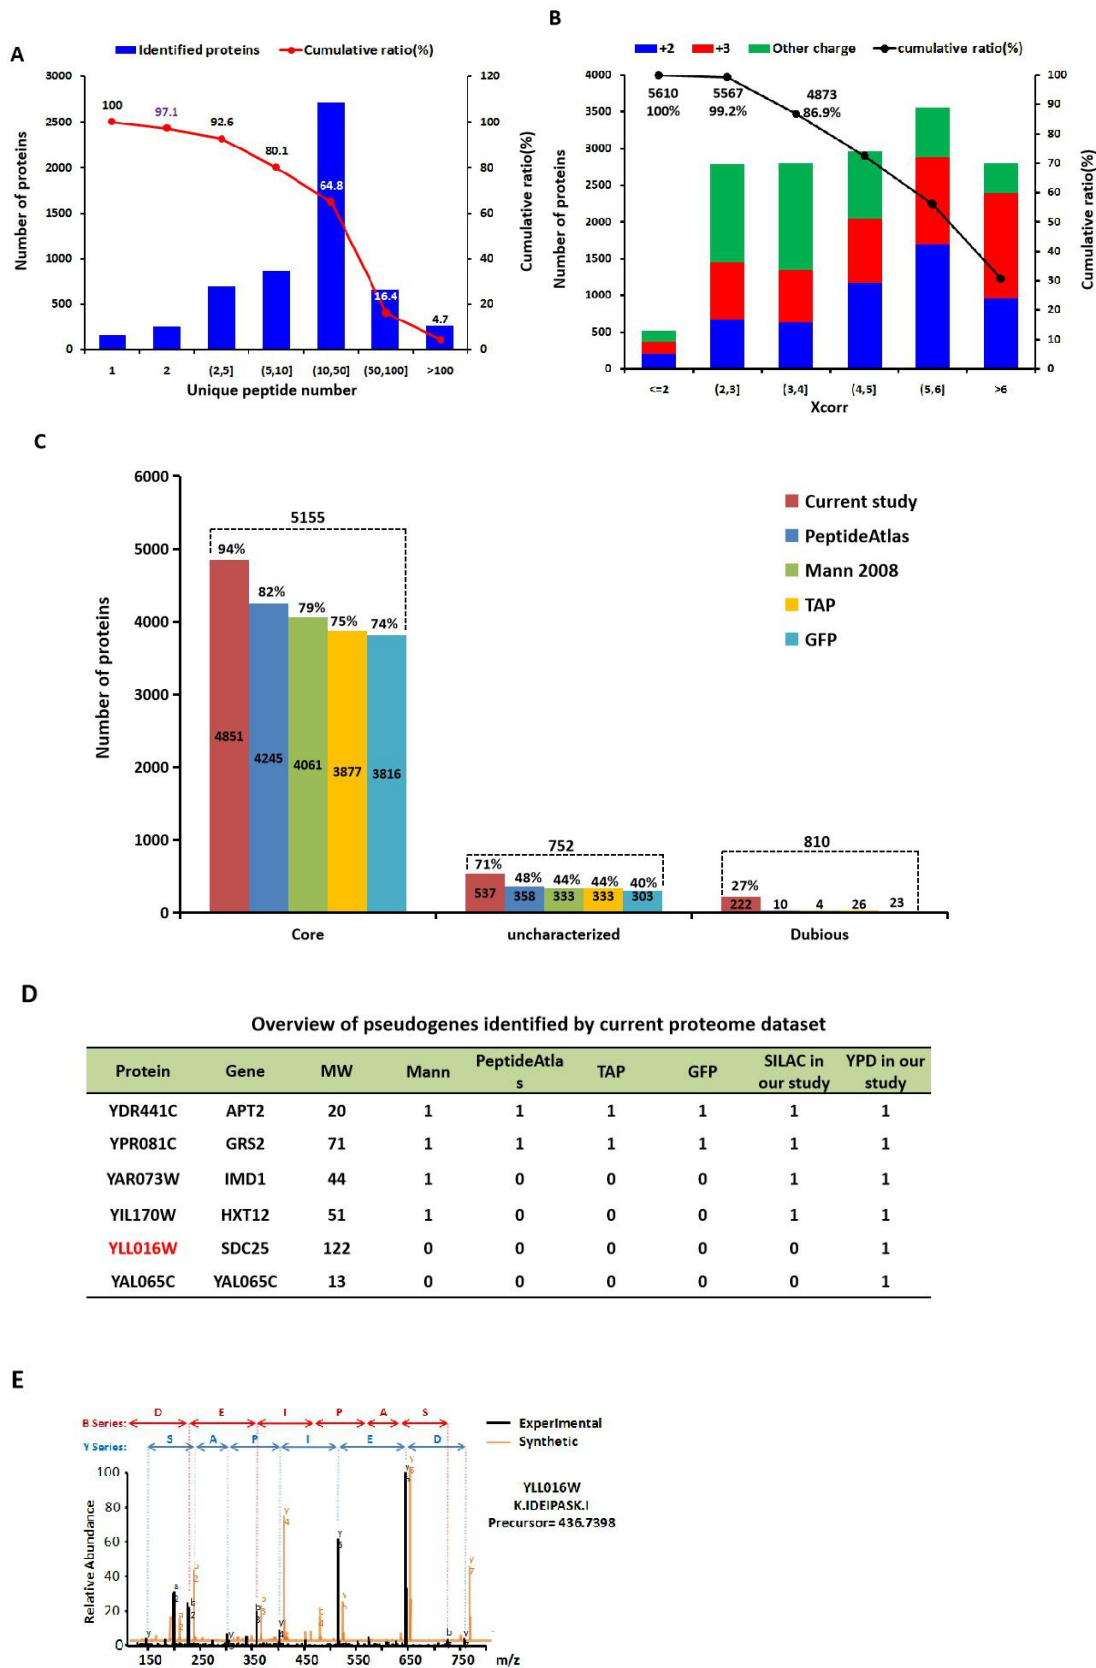 A
Identified proteins
Cumulative ratio(%)
3000
2500
2000
1500
1000
500
0
Number of proteins
120
100
80
60
40
20
0
Cumulative ratio(%)
100
97.1
92.6
80.1
64.8
16.4
4.7
1
2
(2,5]
(5,10]
(10,50]
(50,100]
>100
Unique peptide number
B
+2
+3
Other charge
cumulative ratio(%)
4000
3500
3000
2500
2000
1500
1000
500
0
Number of proteins
100
90
80
70
60
50
40
30
20
10
0
Cumulative ratio(%)
5610
100%
5567
99.2%
4873
86.9%
<=2
(2,3]
(3,4]
(4,5]
(5,6]
>6
Xcorr
C
6000
5000
4000
3000
2000
1000
0
Number of proteins
5155
94%
82%
79%
75%
74%
4851
4245
4061
3877
3816
752
71%
48%
44%
44%
40%
537
358
333
333
303
810
27%
222
10
4
26
23
Core
uncharacterized
Dubious
Current study
PeptideAtlas
Mann 2008
TAP
GFP
D
Overview of pseudogenes identified by current proteome dataset
Protein Gene MW Mann PeptideAtla
s TAP GFP SILAC in
our study YPD in our
study
YDR441C APT2 20 1 1 1 1 1 1
YPR081C GRS2 71 1 1 1 1 1 1
YAR073W IMD1 44 1 0 0 0 1 1
YIL170W HXT12 51 1 0 0 0 1 1
YLL016W SDC25 122 0 0 0 0 0 1
YAL065C YAL065C 13 0 0 0 0 0 1
E
B Series: D E I P A S
Y Series: S A P I E D
Experimental
Synthetic
YLL016W
K.IDEIPASK.I
Precursor= 436.7398
100
80
60
40
20
0
Relative Abundance
150 250 350 450 550 650 750 m/z